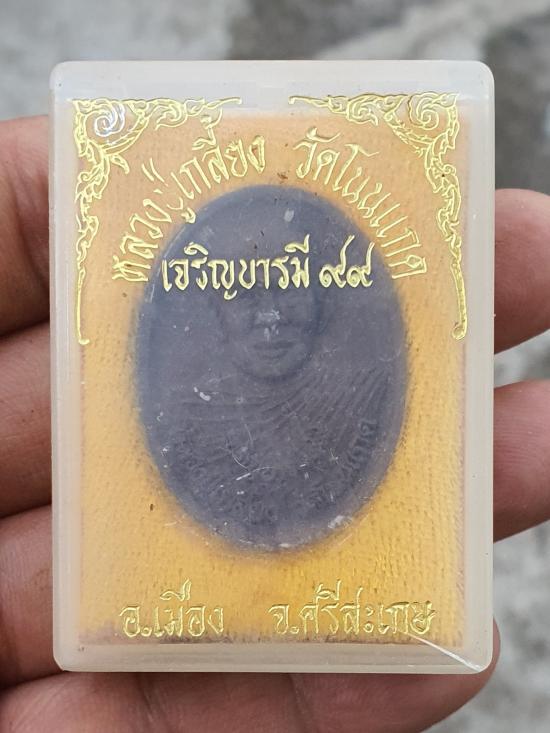 หลวงปู่เกลี้ยง วัดโนนแกด
เจริญบารมี ๙๙
อ.เมือง จ.ศรีสะเกษ